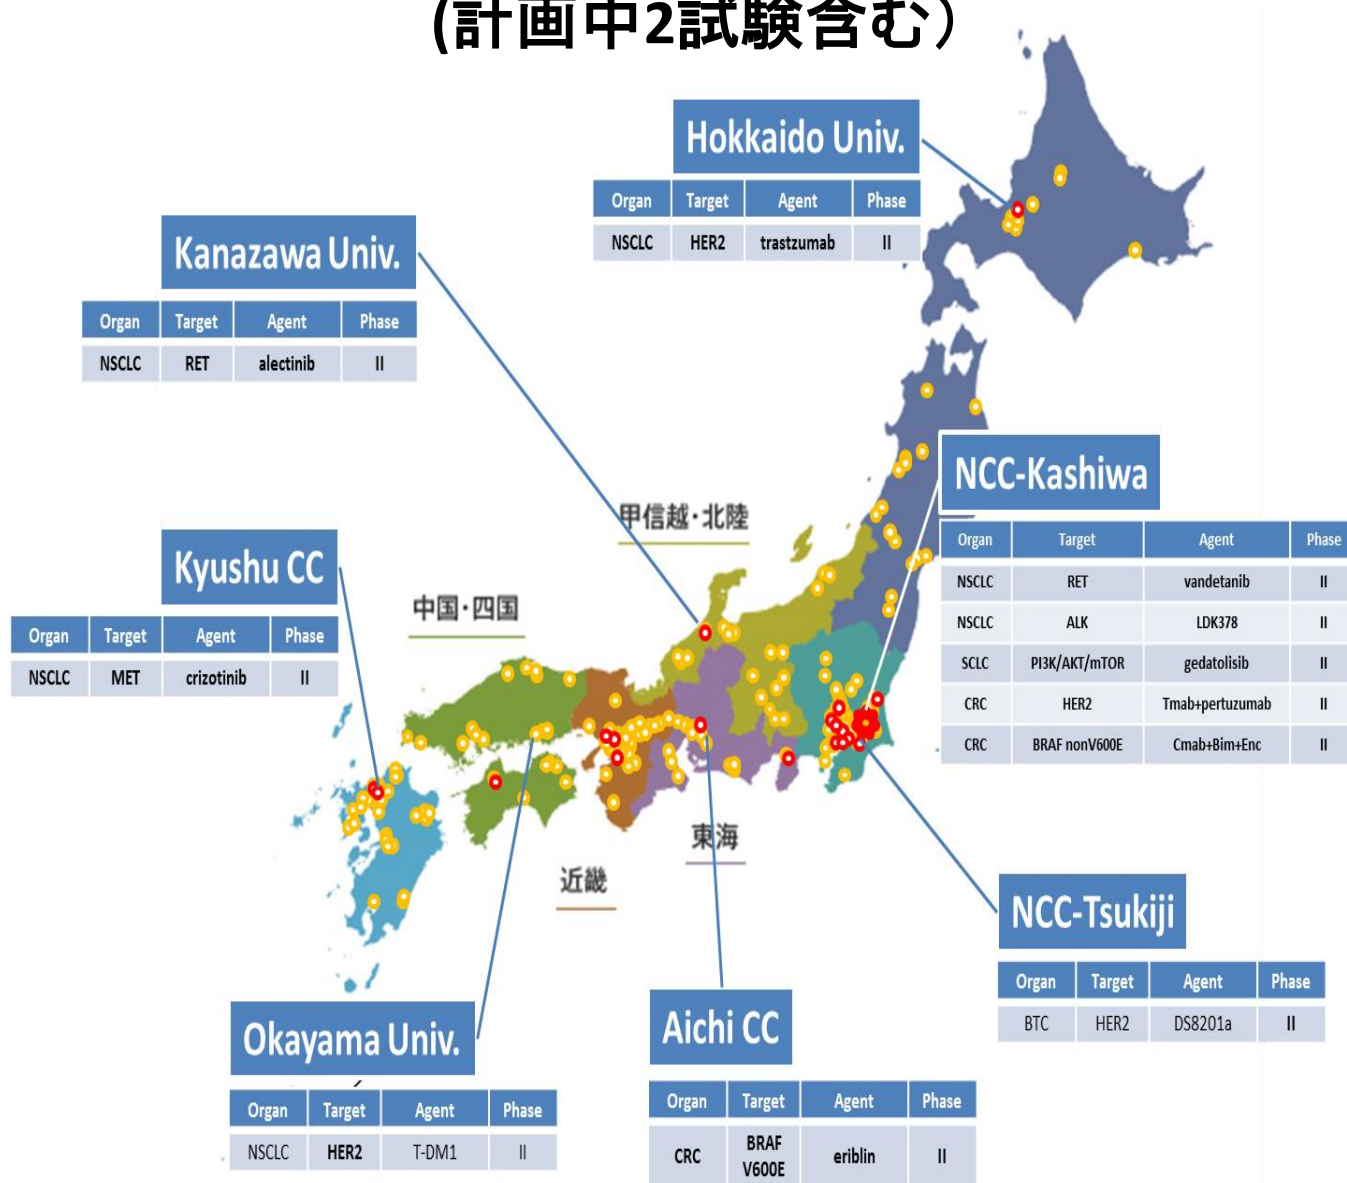 (計画中2試験含む）
Hokkaido Univ.
Organ Target Agent Phase
NSCLC HER2 trastzumab II
Kanazawa Univ.
Organ Target Agent Phase
NSCLC RET alectinib II
NCC-Kashiwa
Organ Target Agent Phase
NSCLC RET vandetanib II
NSCLC ALK LDK378 II
SCLC PI3K/AKT/mTOR gedatolisib II
CRC HER2 Tmab+pertuzumab II
CRC BRAF nonV600E Cmab+Bim+Enc II
甲信越・北陸
Kyushu CC
Organ Target Agent Phase
NSCLC MET crizotinib II
中国・四国
東海
近畿
NCC-Tsukiji
Organ Target Agent Phase
BTC HER2 DS8201a II
Okayama Univ.
Organ Target Agent Phase
NSCLC HER2 T-DM1 II
Aichi CC
Organ Target Agent Phase
CRC BRAF V600E eriblin II